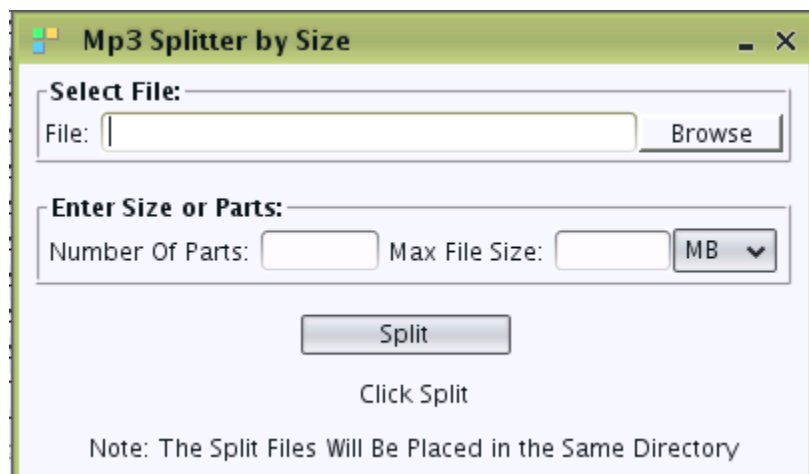 Mp3 Splitter by Size
Select File:
File: Browse
Enter Size or Parts:
Number Of Parts: Max File Size: MB
Split
Click Split
Note: The Split Files Will Be Placed in the Same Directory